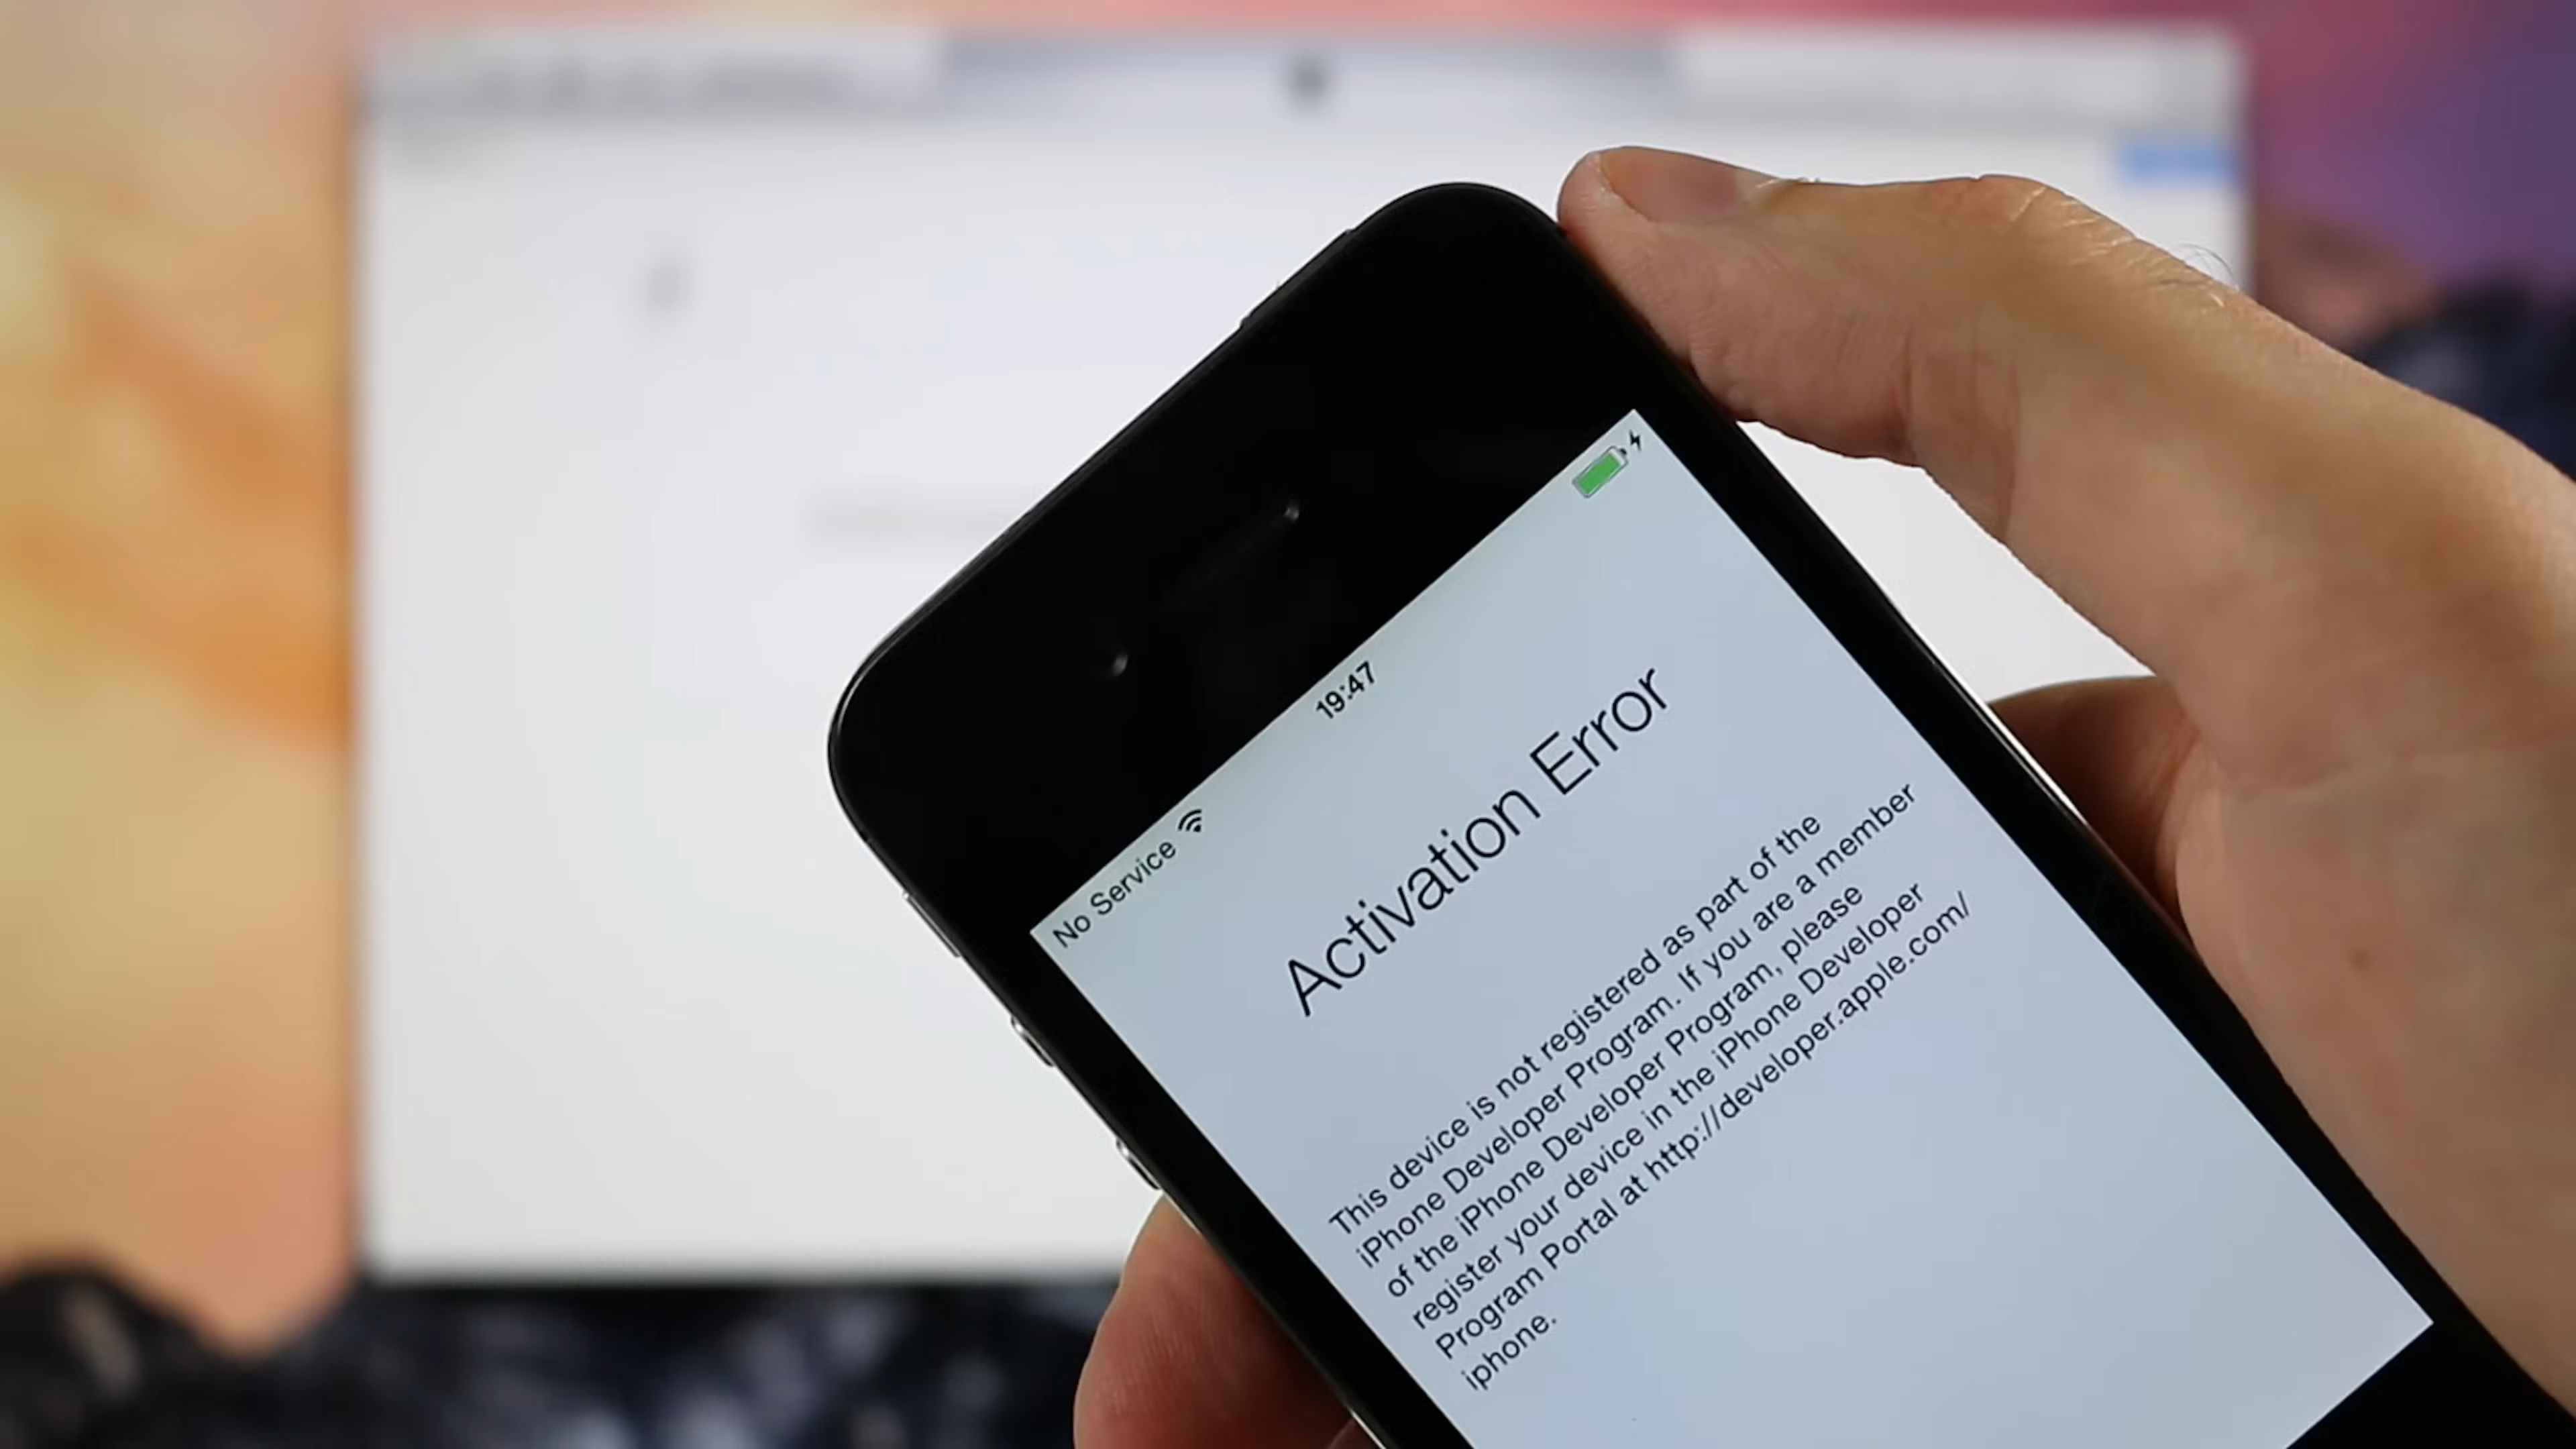 No Service 19:47
Activation Error
This device is not registered as part of the
iPhone Developer Program. If you are a member
of the iPhone Developer Program, please
register your device in the iPhone Developer
Program Portal at http://developer.apple.com/
iphone.